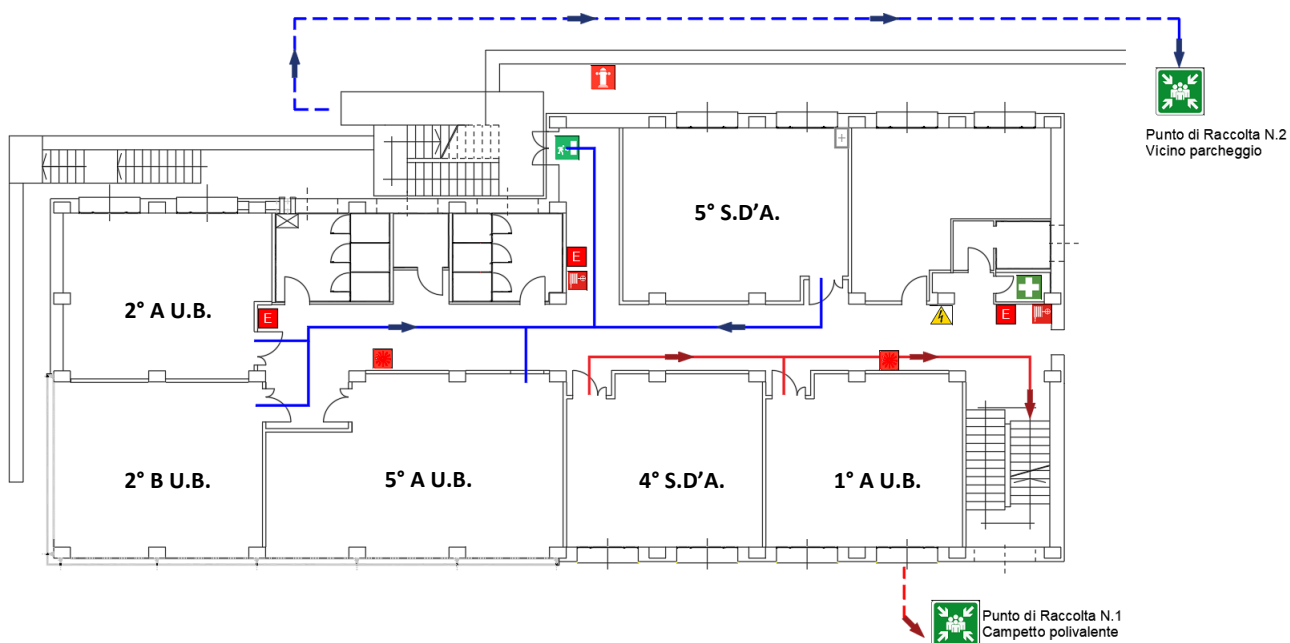 Punto di Raccolta N.2
Vicino parcheggio
5° S.D’A.
E
2° A U.B.
E
E
2° B U.B.
5° A U.B.
4° S.D’A.
1° A U.B.
Punto di Raccolta N.1
Campetto polivalente